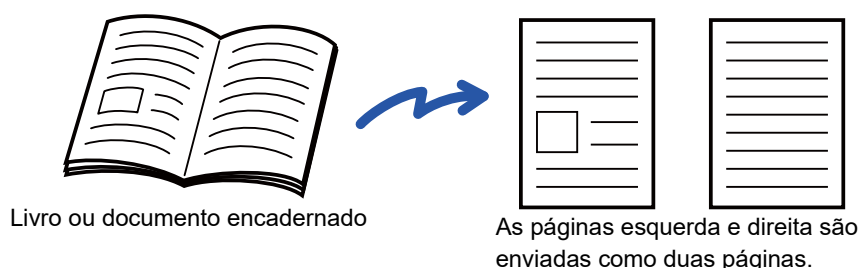 Livro ou documento encadernado
As páginas esquerda e direita são
enviadas como duas páginas.